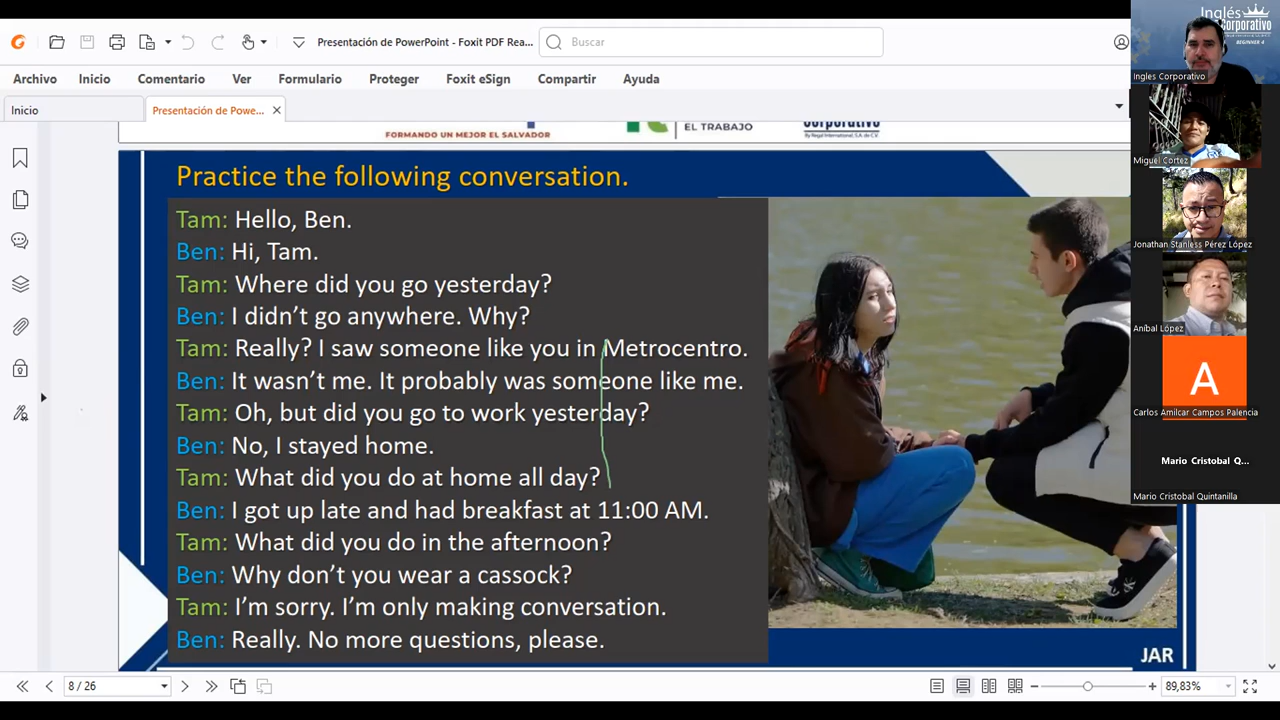 Presentación de PowerPoint - Foxit PDF Rea...
Buscar
Archivo Inicio Comentario Ver Formulario Proteger Foxit eSign Compartir Ayuda
Inicio
Presentación de Powe...
FORMANDO UN MEJOR EL SALVADOR
EL TRABAJO
Corporativo
By Regal International, S.A. de C.V.
Practice the following conversation.
Tam: Hello, Ben.
Ben: Hi, Tam.
Tam: Where did you go yesterday?
Ben: I didn’t go anywhere. Why?
Tam: Really? I saw someone like you in Metrocentro.
Ben: It wasn’t me. It probably was someone like me.
Tam: Oh, but did you go to work yesterday?
Ben: No, I stayed home.
Tam: What did you do at home all day?
Ben: I got up late and had breakfast at 11:00 AM.
Tam: What did you do in the afternoon?
Ben: Why don’t you wear a cassock?
Tam: I’m sorry. I’m only making conversation.
Ben: Really. No more questions, please.
JAR
8 / 26
89,83%
Inglés
Corporativo
BEGINNER 4
Ingles Corporativo
Miguel Cortez
Jonathan Stanless Pérez López
Aníbal López
A
Carlos Amilcar Campos Palencia
Mario Cristobal Q...
Mario Cristobal Quintanilla